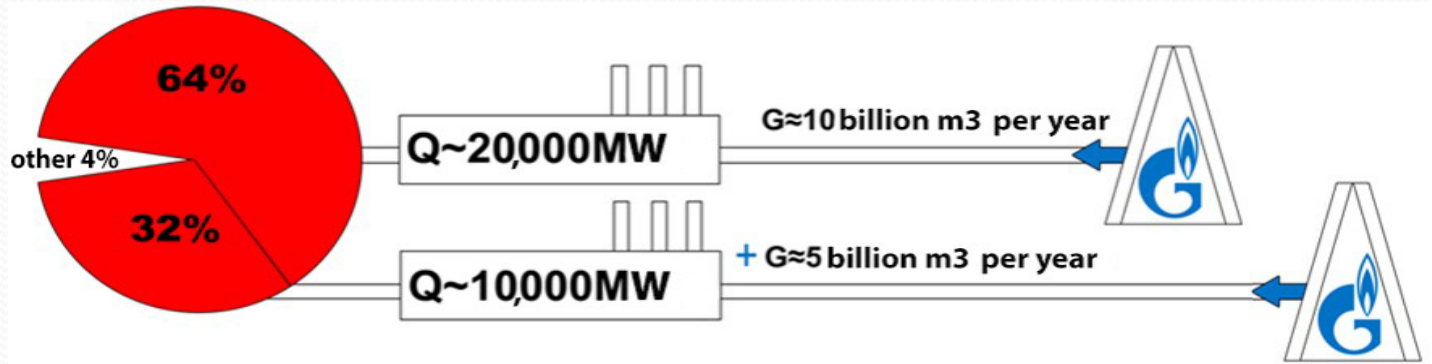 64%
other 4%
32%
Q~20,000MW
G≈10 billion m3 per year
Q~10,000MW
+ G≈5 billion m3 per year